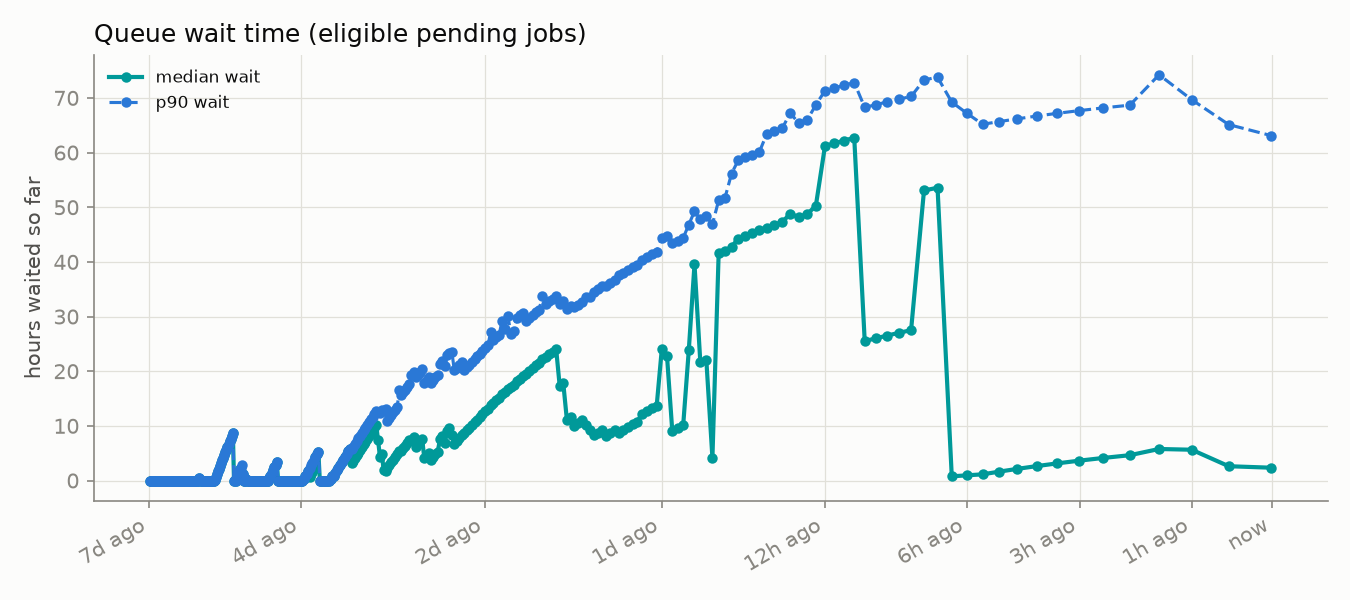 Queue wait time (eligible pending jobs)
median wait
p90 wait
hours waited so far
70
60
50
40
30
20
10
0
7d ago
4d ago
2d ago
1d ago
12h ago
6h ago
3h ago
1h ago
now